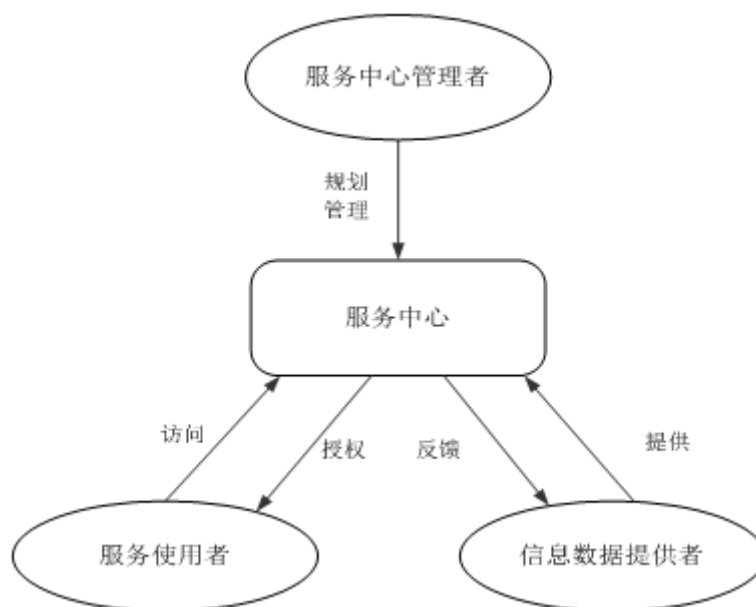 服务中心管理者
规划
管理
服务中心
访问
授权
反馈
提供
服务使用者
信息数据提供者